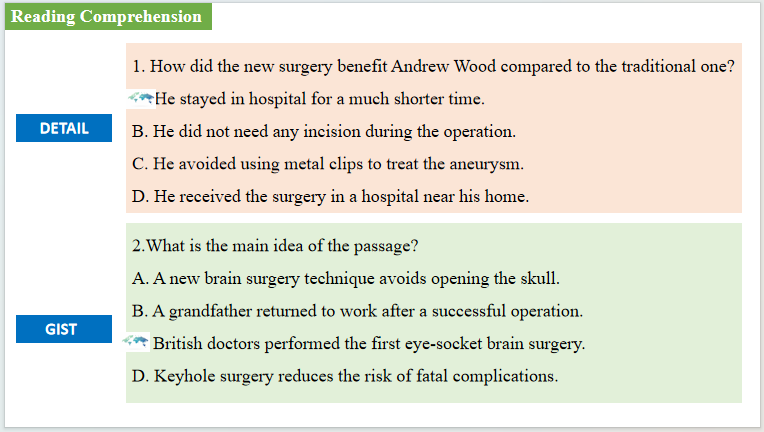 Reading Comprehension
1. How did the new surgery benefit Andrew Wood compared to the traditional one?
He stayed in hospital for a much shorter time.
DETAIL
B. He did not need any incision during the operation.
C. He avoided using metal clips to treat the aneurysm.
D. He received the surgery in a hospital near his home.
2.What is the main idea of the passage?
A. A new brain surgery technique avoids opening the skull.
B. A grandfather returned to work after a successful operation.
GIST
British doctors performed the first eye-socket brain surgery.
D. Keyhole surgery reduces the risk of fatal complications.